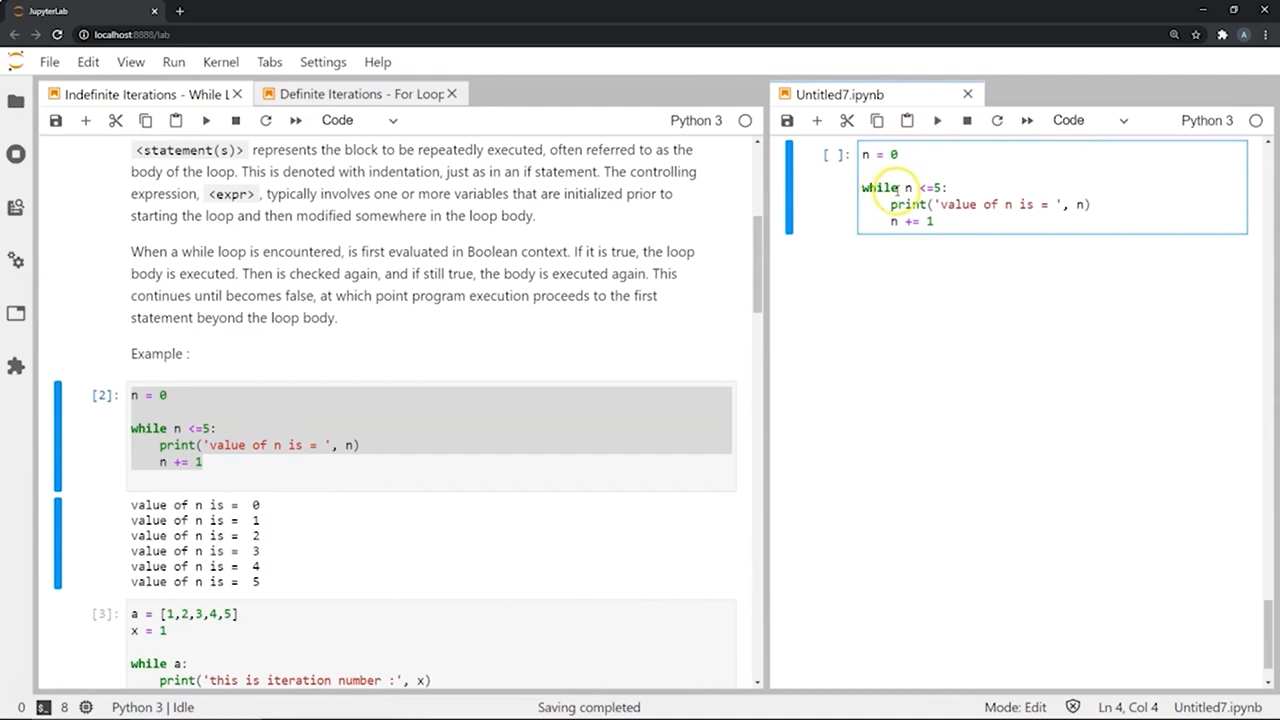 JupyterLab
localhost:8888/lab
A
File Edit View Run Kernel Tabs Settings Help
Indefinite Iterations - While L
Definite Iterations - For Loop
Untitled7.ipynb
Code
Python 3
Code
Python 3
<statement(s)> represents the block to be repeatedly executed, often referred to as the
body of the loop. This is denoted with indentation, just as in an if statement. The controlling
expression, <expr>, typically involves one or more variables that are initialized prior to
starting the loop and then modified somewhere in the loop body.
When a while loop is encountered, is first evaluated in Boolean context. If it is true, the loop
body is executed. Then is checked again, and if still true, the body is executed again. This
continues until becomes false, at which point program execution proceeds to the first
statement beyond the loop body.
Example :
[2]: n = 0
while n <=5:
print('value of n is = ', n)
n += 1
value of n is = 0
value of n is = 1
value of n is = 2
value of n is = 3
value of n is = 4
value of n is = 5
[3]: a = [1,2,3,4,5]
x = 1
while a:
print('this is iteration number :', x)
[ ]: n = 0
while n <=5:
print('value of n is = ', n)
n += 1
0 8 Python 3 | Idle Saving completed Mode: Edit Ln 4, Col 4 Untitled7.ipynb